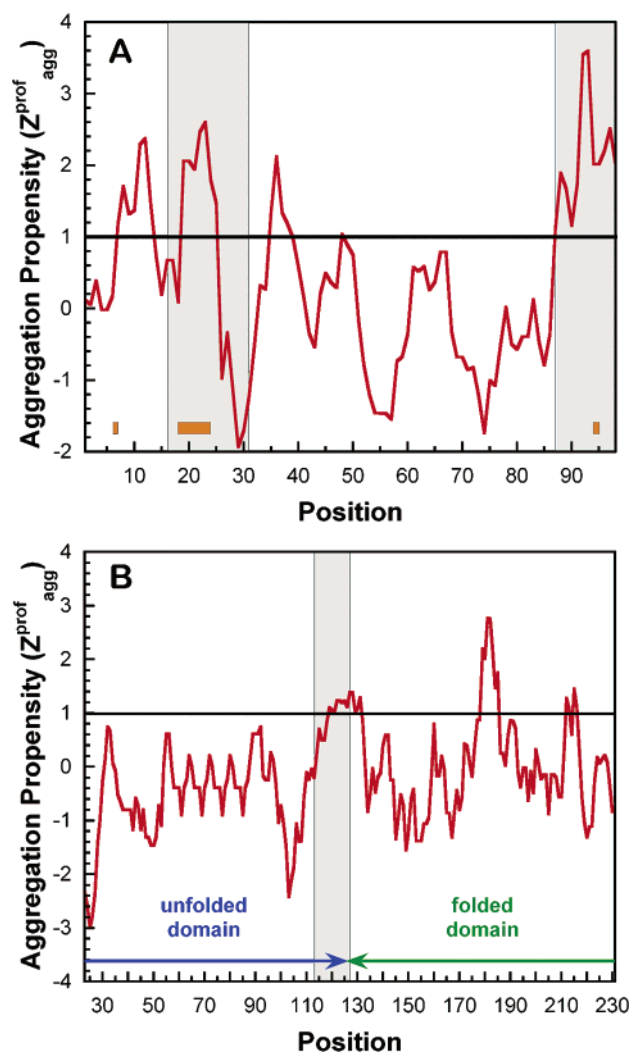 A
Aggregation Propensity (Z^prof_agg)
4
3
2
1
0
-1
-2
10 20 30 40 50 60 70 80 90
Position
B
Aggregation Propensity (Z^prof_agg)
4
3
2
1
0
-1
-2
-3
-4
unfolded
domain
folded
domain
30 50 70 90 110 130 150 170 190 210 230
Position